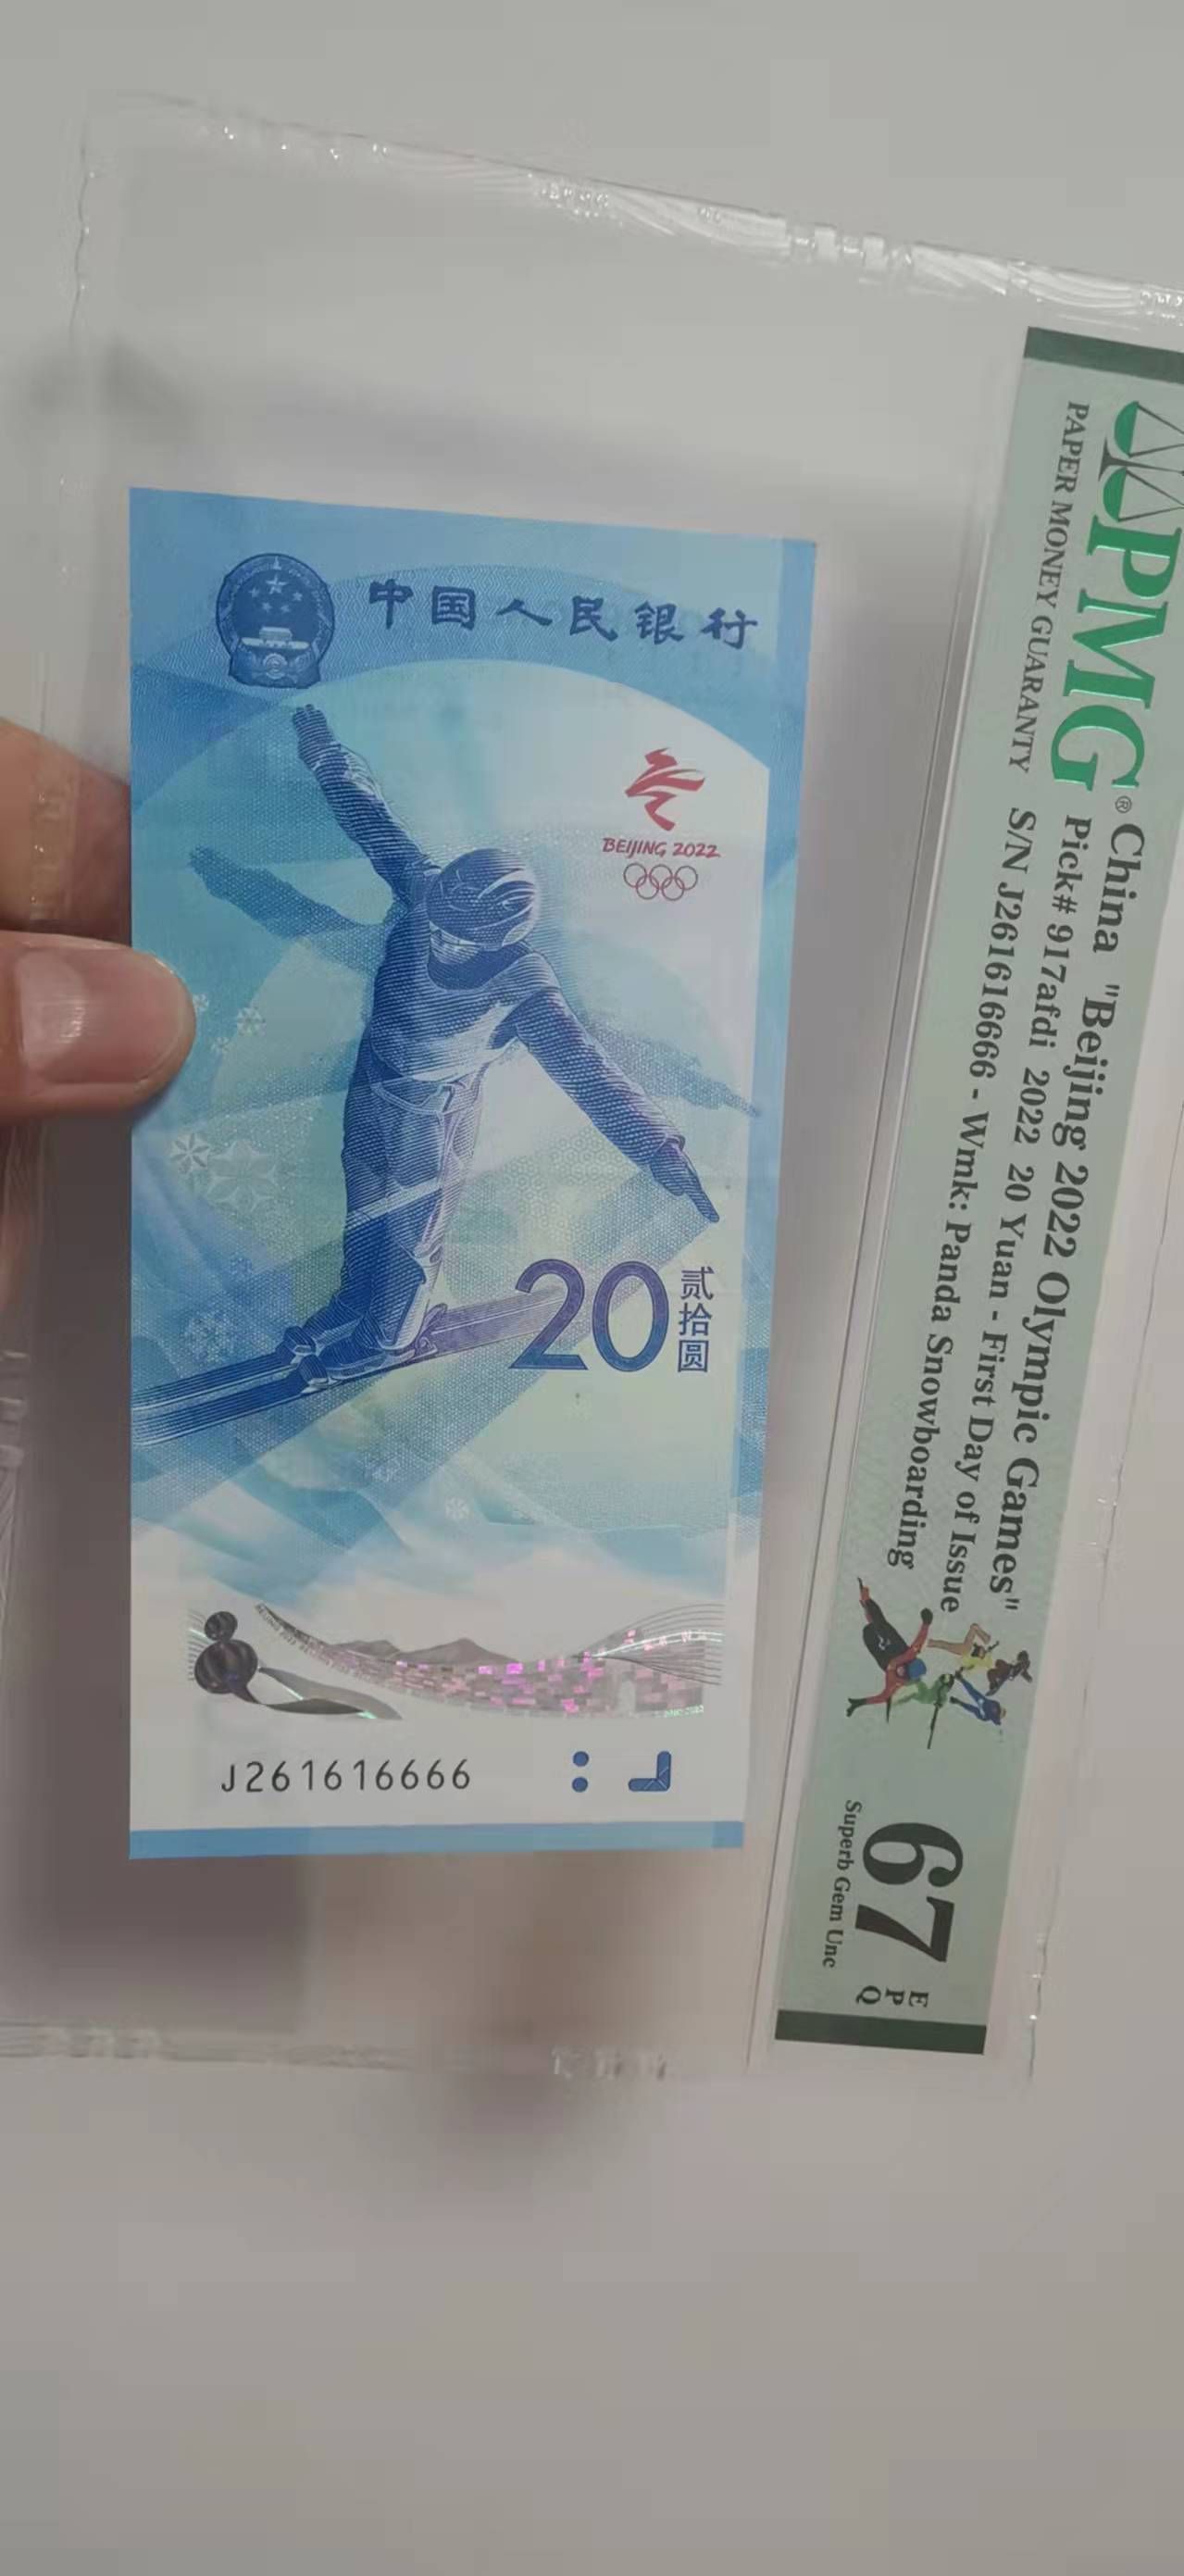 中国人民银行
BEIJING 2022
20
贰拾圆
J261616666
PMG®
PAPER MONEY GUARANTY
China "Beijing 2022 Olympic Games"
Pick# 917afdi 2022 20 Yuan - First Day of Issue
S/N J261616666 - Wmk: Panda Snowboarding
67
EPQ
Superb Gem Unc